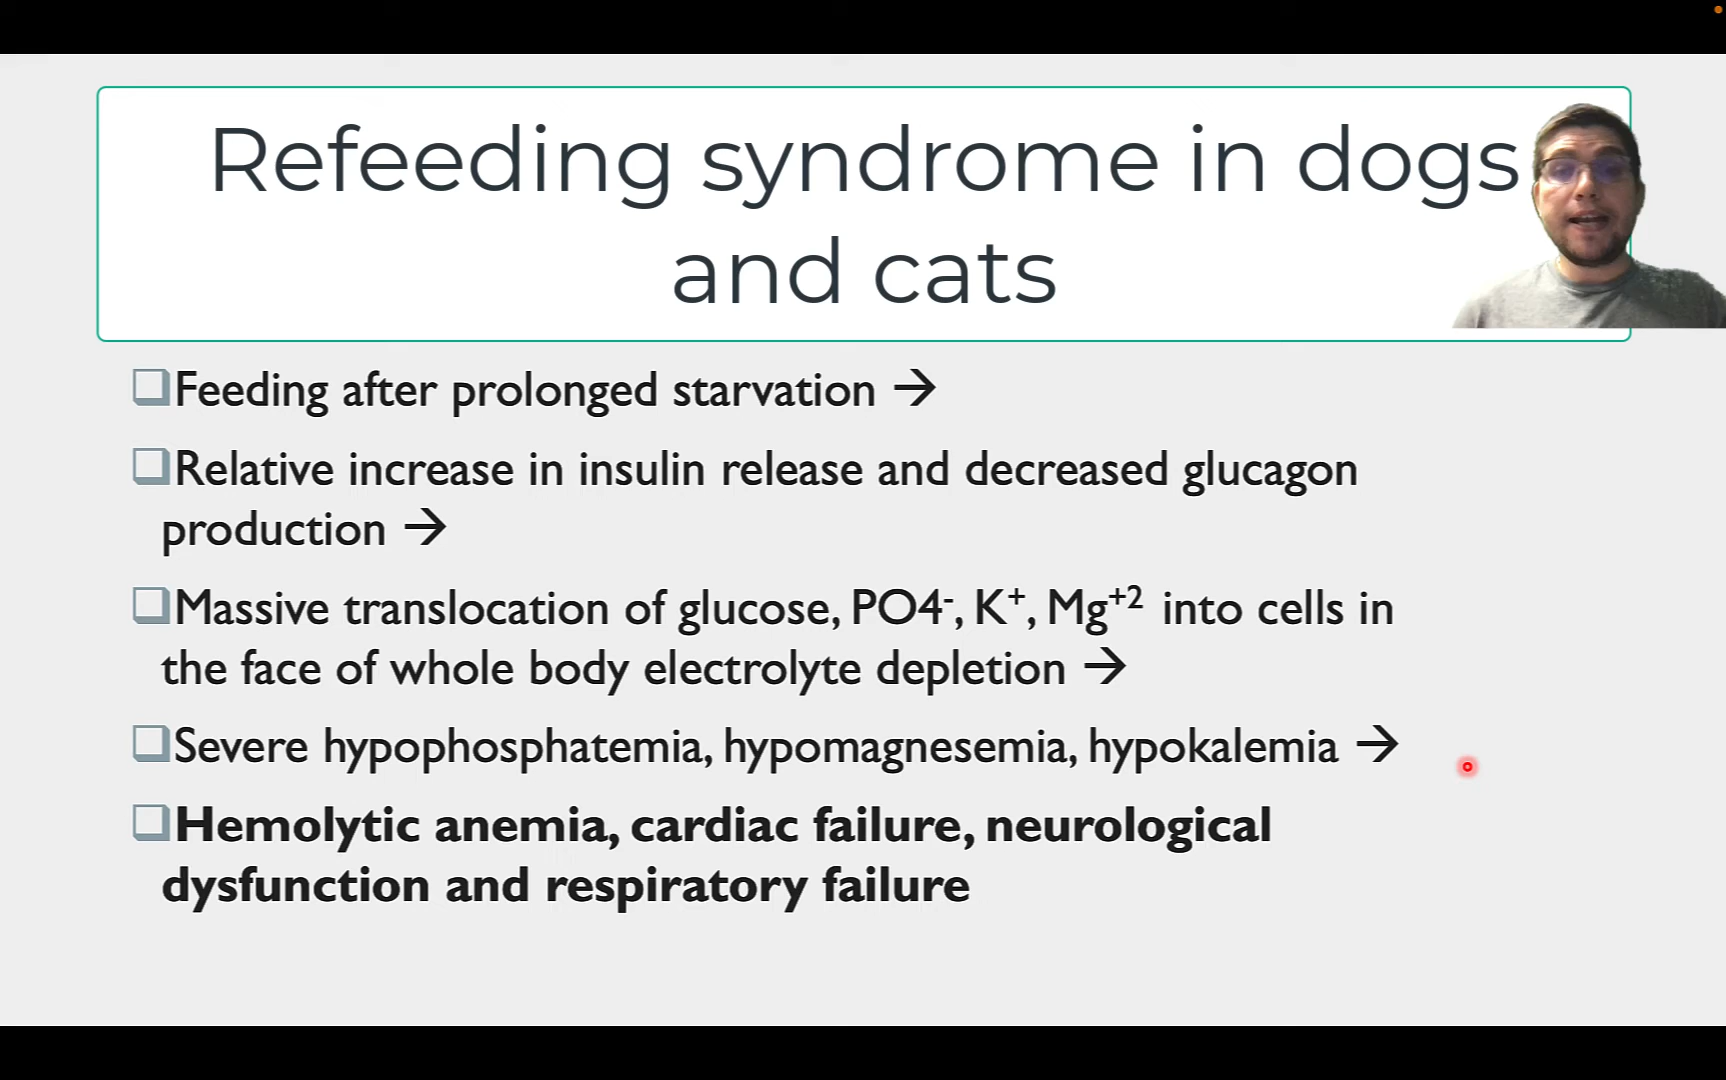 Refeeding syndrome in dogs
and cats
❑Feeding after prolonged starvation →
❑Relative increase in insulin release and decreased glucagon
production →
❑Massive translocation of glucose, PO4⁻, K⁺, Mg⁺² into cells in
the face of whole body electrolyte depletion →
❑Severe hypophosphatemia, hypomagnesemia, hypokalemia →
❑Hemolytic anemia, cardiac failure, neurological
dysfunction and respiratory failure